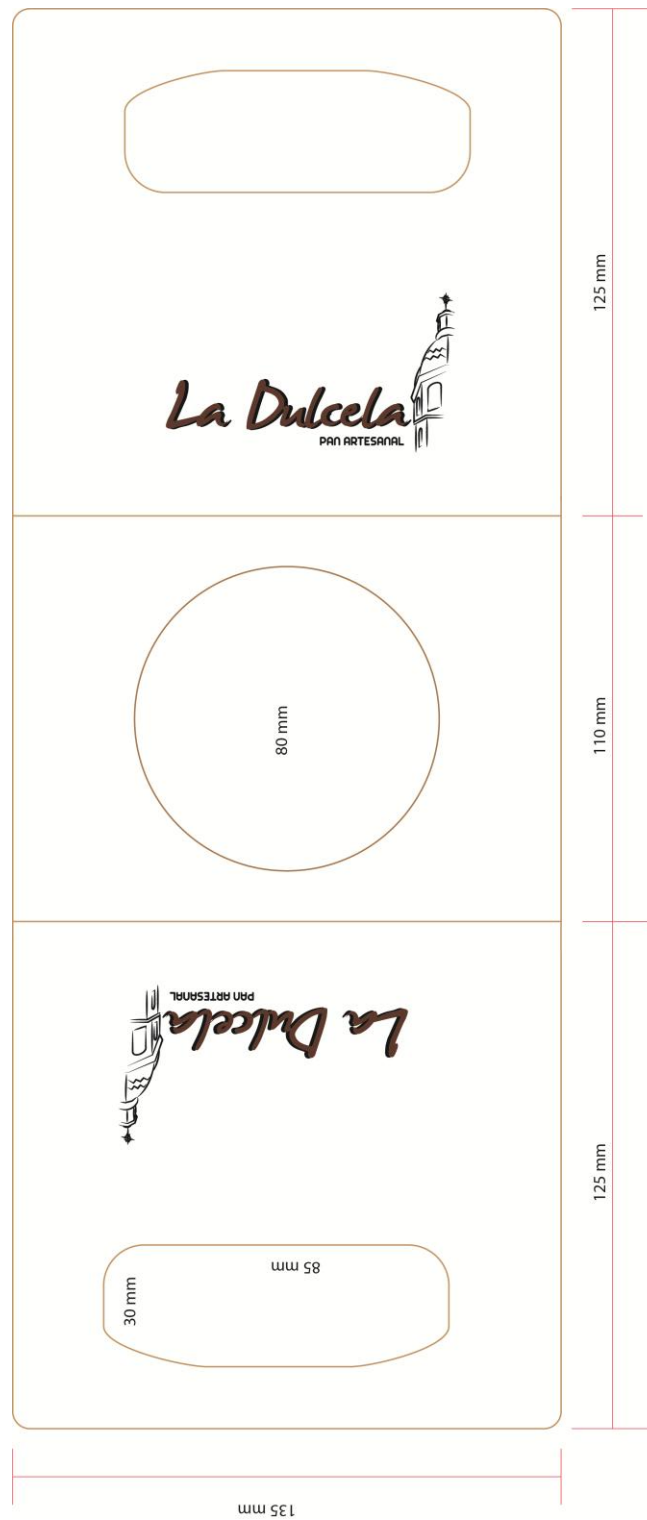 125 mm
La Dulcela
PAN ARTESANAL
80 mm
110 mm
PAN ARTESANAL
La Dulcela
125 mm
85 mm
30 mm
135 mm